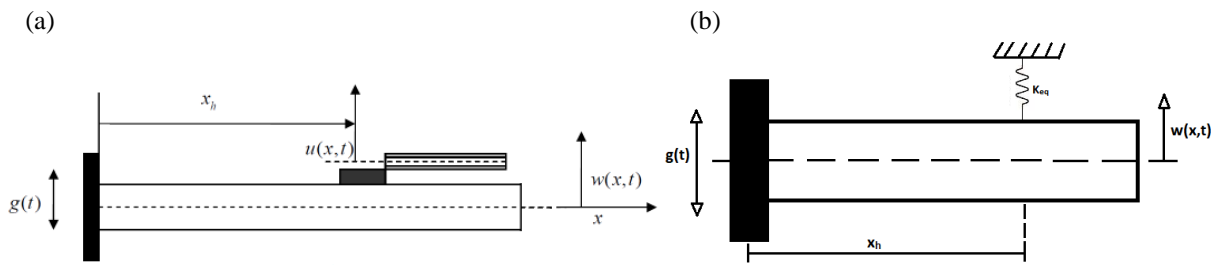 (a)
x_h
u(x,t)
g(t)
w(x,t)
x
(b)
K_eq
w(x,t)
g(t)
x_h